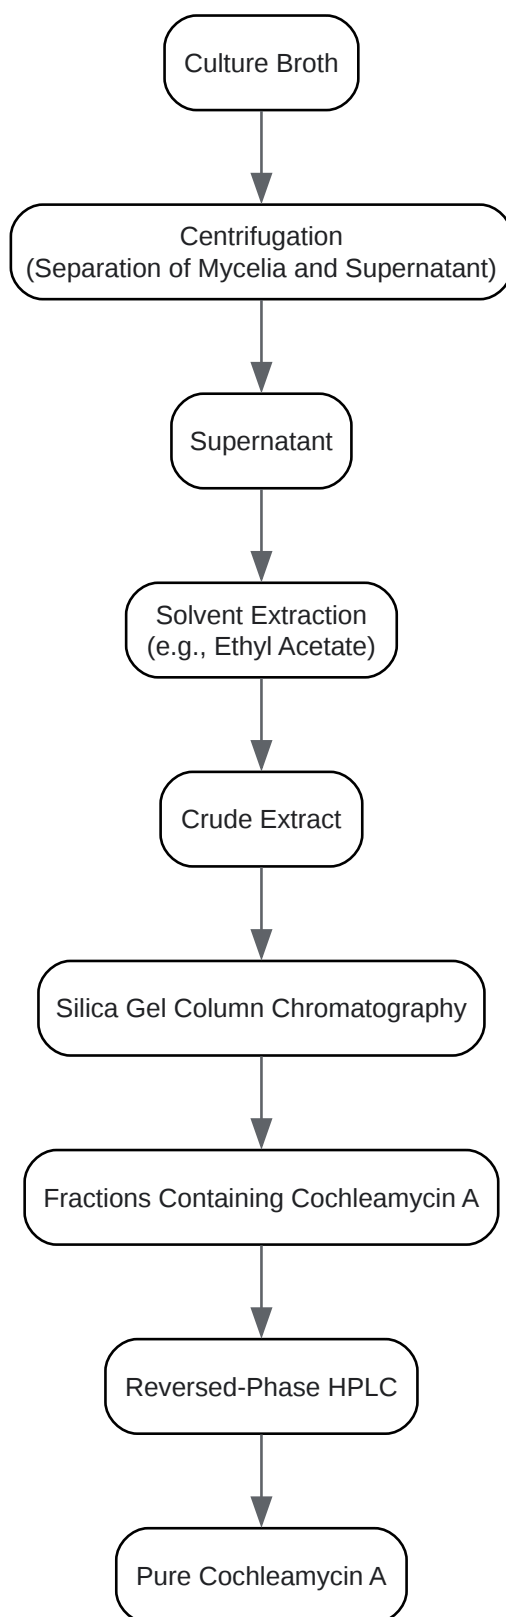 Culture Broth
Centrifugation
(Separation of Mycelia and Supernatant)
Supernatant
Solvent Extraction
(e.g., Ethyl Acetate)
Crude Extract
Silica Gel Column Chromatography
Fractions Containing Cochleamycin A
Reversed-Phase HPLC
Pure Cochleamycin A